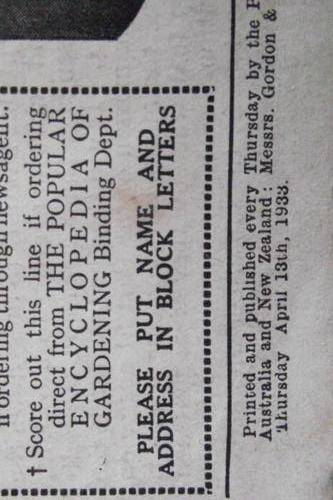 ordering through newsagent.
† Score out this line if ordering
direct from THE POPULAR
ENCYCLOPEDIA OF
GARDENING Binding Dept.
PLEASE PUT NAME AND
ADDRESS IN BLOCK LETTERS
Printed and published every Thursday by the
Australia and New Zealand: Messrs. Gordon &
Thursday April 13th, 1933.